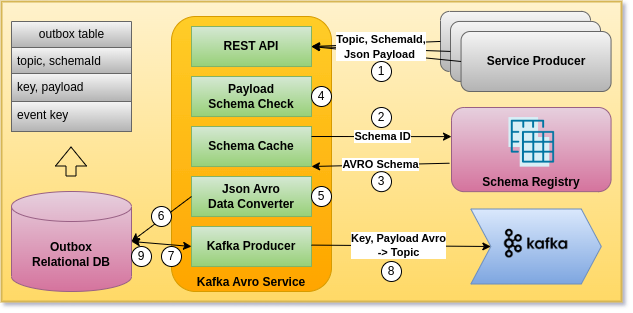 outbox table
topic, schemaId
key, payload
event key
Outbox
Relational DB
REST API
Payload
Schema Check
4
Schema Cache
Json Avro
Data Converter
5
Kafka Producer
Kafka Avro Service
6
9
7
Topic, SchemaId,
Json Payload
1
2
Schema ID
AVRO Schema
3
Key, Payload Avro
-> Topic
8
Service Producer
Schema Registry
kafka